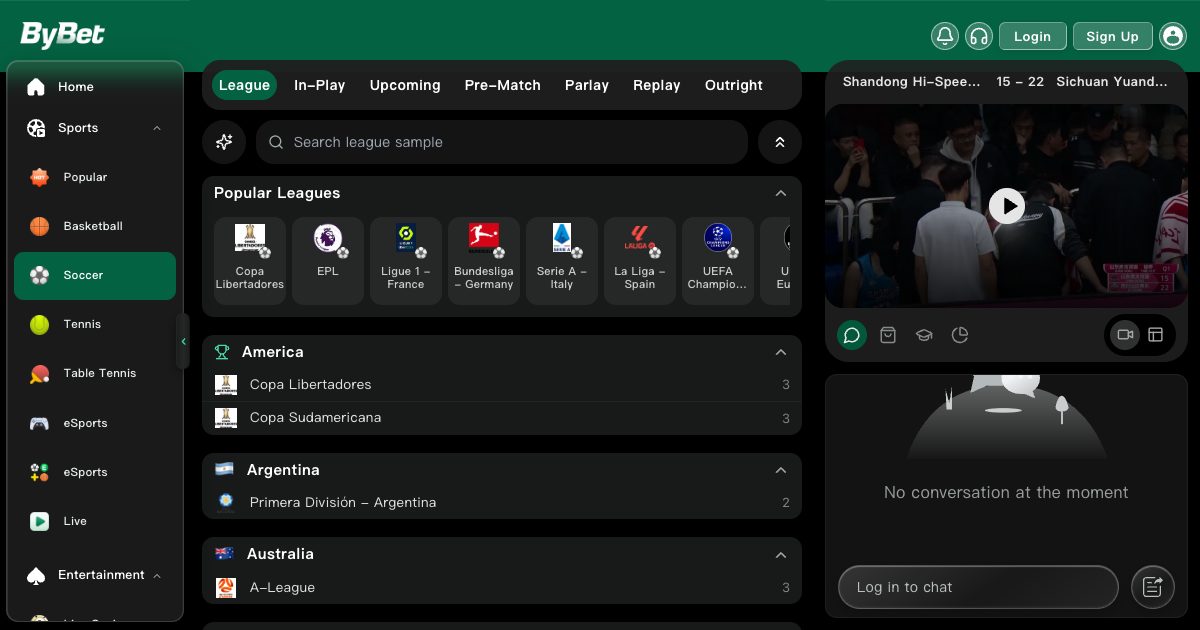 ByBet
Login
Sign Up
Home
Sports
HOT
Popular
Basketball
Soccer
Tennis
Table Tennis
eSports
eSports
Live
Entertainment
League
In-Play
Upcoming
Pre-Match
Parlay
Replay
Outright
Search league sample
Popular Leagues
Copa
Libertadores
EPL
Ligue 1 –
France
Bundesliga
– Germany
Serie A –
Italy
La Liga –
Spain
UEFA
Champio...
U
Eu
America
Copa Libertadores
3
Copa Sudamericana
3
Argentina
Primera División – Argentina
2
Australia
A-League
3
Shandong Hi-Spee...
15 – 22
Sichuan Yuand...
No conversation at the moment
Log in to chat